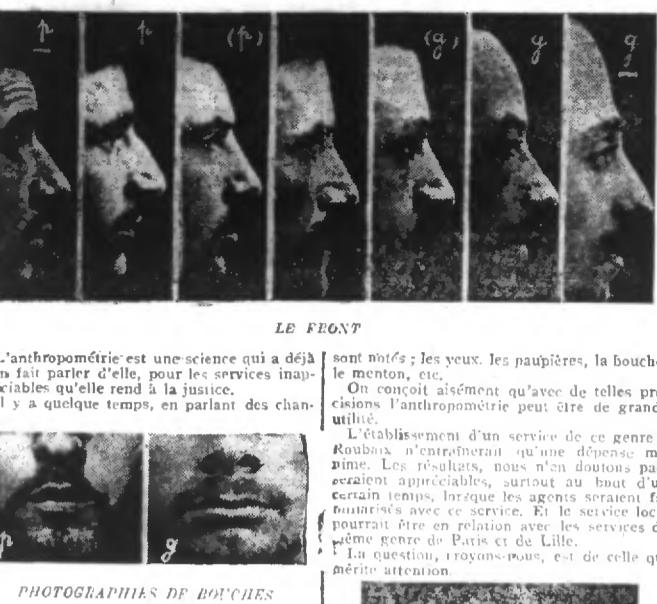 p p (p) (g) g g
LE FRONT
L'anthropométrie est une science qui a déjà
n fait parler d'elle, pour les services inap-
ciables qu'elle rend à la justice.
l y a quelque temps, en parlant des chan-
p g
PHOTOGRAPHIES DE BOUCHES
sont notés ; les yeux. les paupières, la bouche
le menton, etc.
On conçoit aisément qu'avec de telles pré
cisions l'anthropométrie peut être de grand
utilité.
L'établissement d'un service de ce genre
Roubaix n'entraînerait qu'une dépense m
nime. Les résultats, nous n'en doutons pa
seraient appréciables, surtout au bout d'u
certain temps, lorsque les agents seraient f
miliarisés avec ce service. Et le service loc
pourrait être en relation avec les services d
même genre de Paris et de Lille.
La question, croyons-nous, est de celle qu
mérite attention